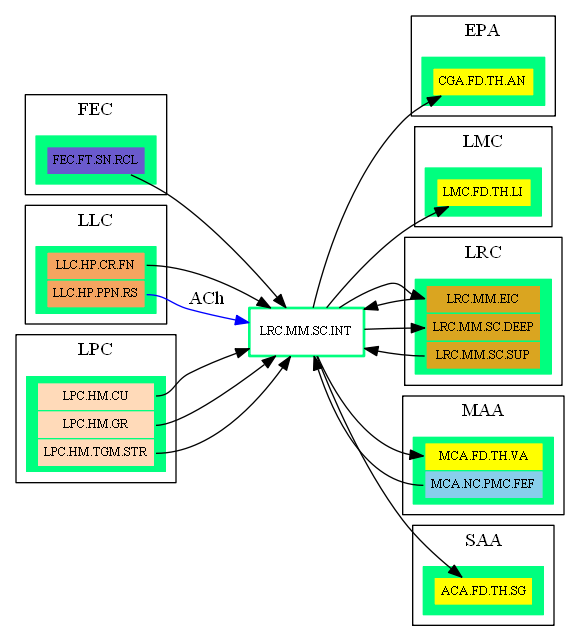 FEC
FEC.FT.SN.RCL
LLC
LLC.HP.CR.FN
LLC.HP.PPN.RS
ACh
LPC
LPC.HM.CU
LPC.HM.GR
LPC.HM.TGM.STR
LRC.MM.SC.INT
EPA
CGA.FD.TH.AN
LMC
LMC.FD.TH.LI
LRC
LRC.MM.EIC
LRC.MM.SC.DEEP
LRC.MM.SC.SUP
MAA
MCA.FD.TH.VA
MCA.NC.PMC.FEF
SAA
ACA.FD.TH.SG